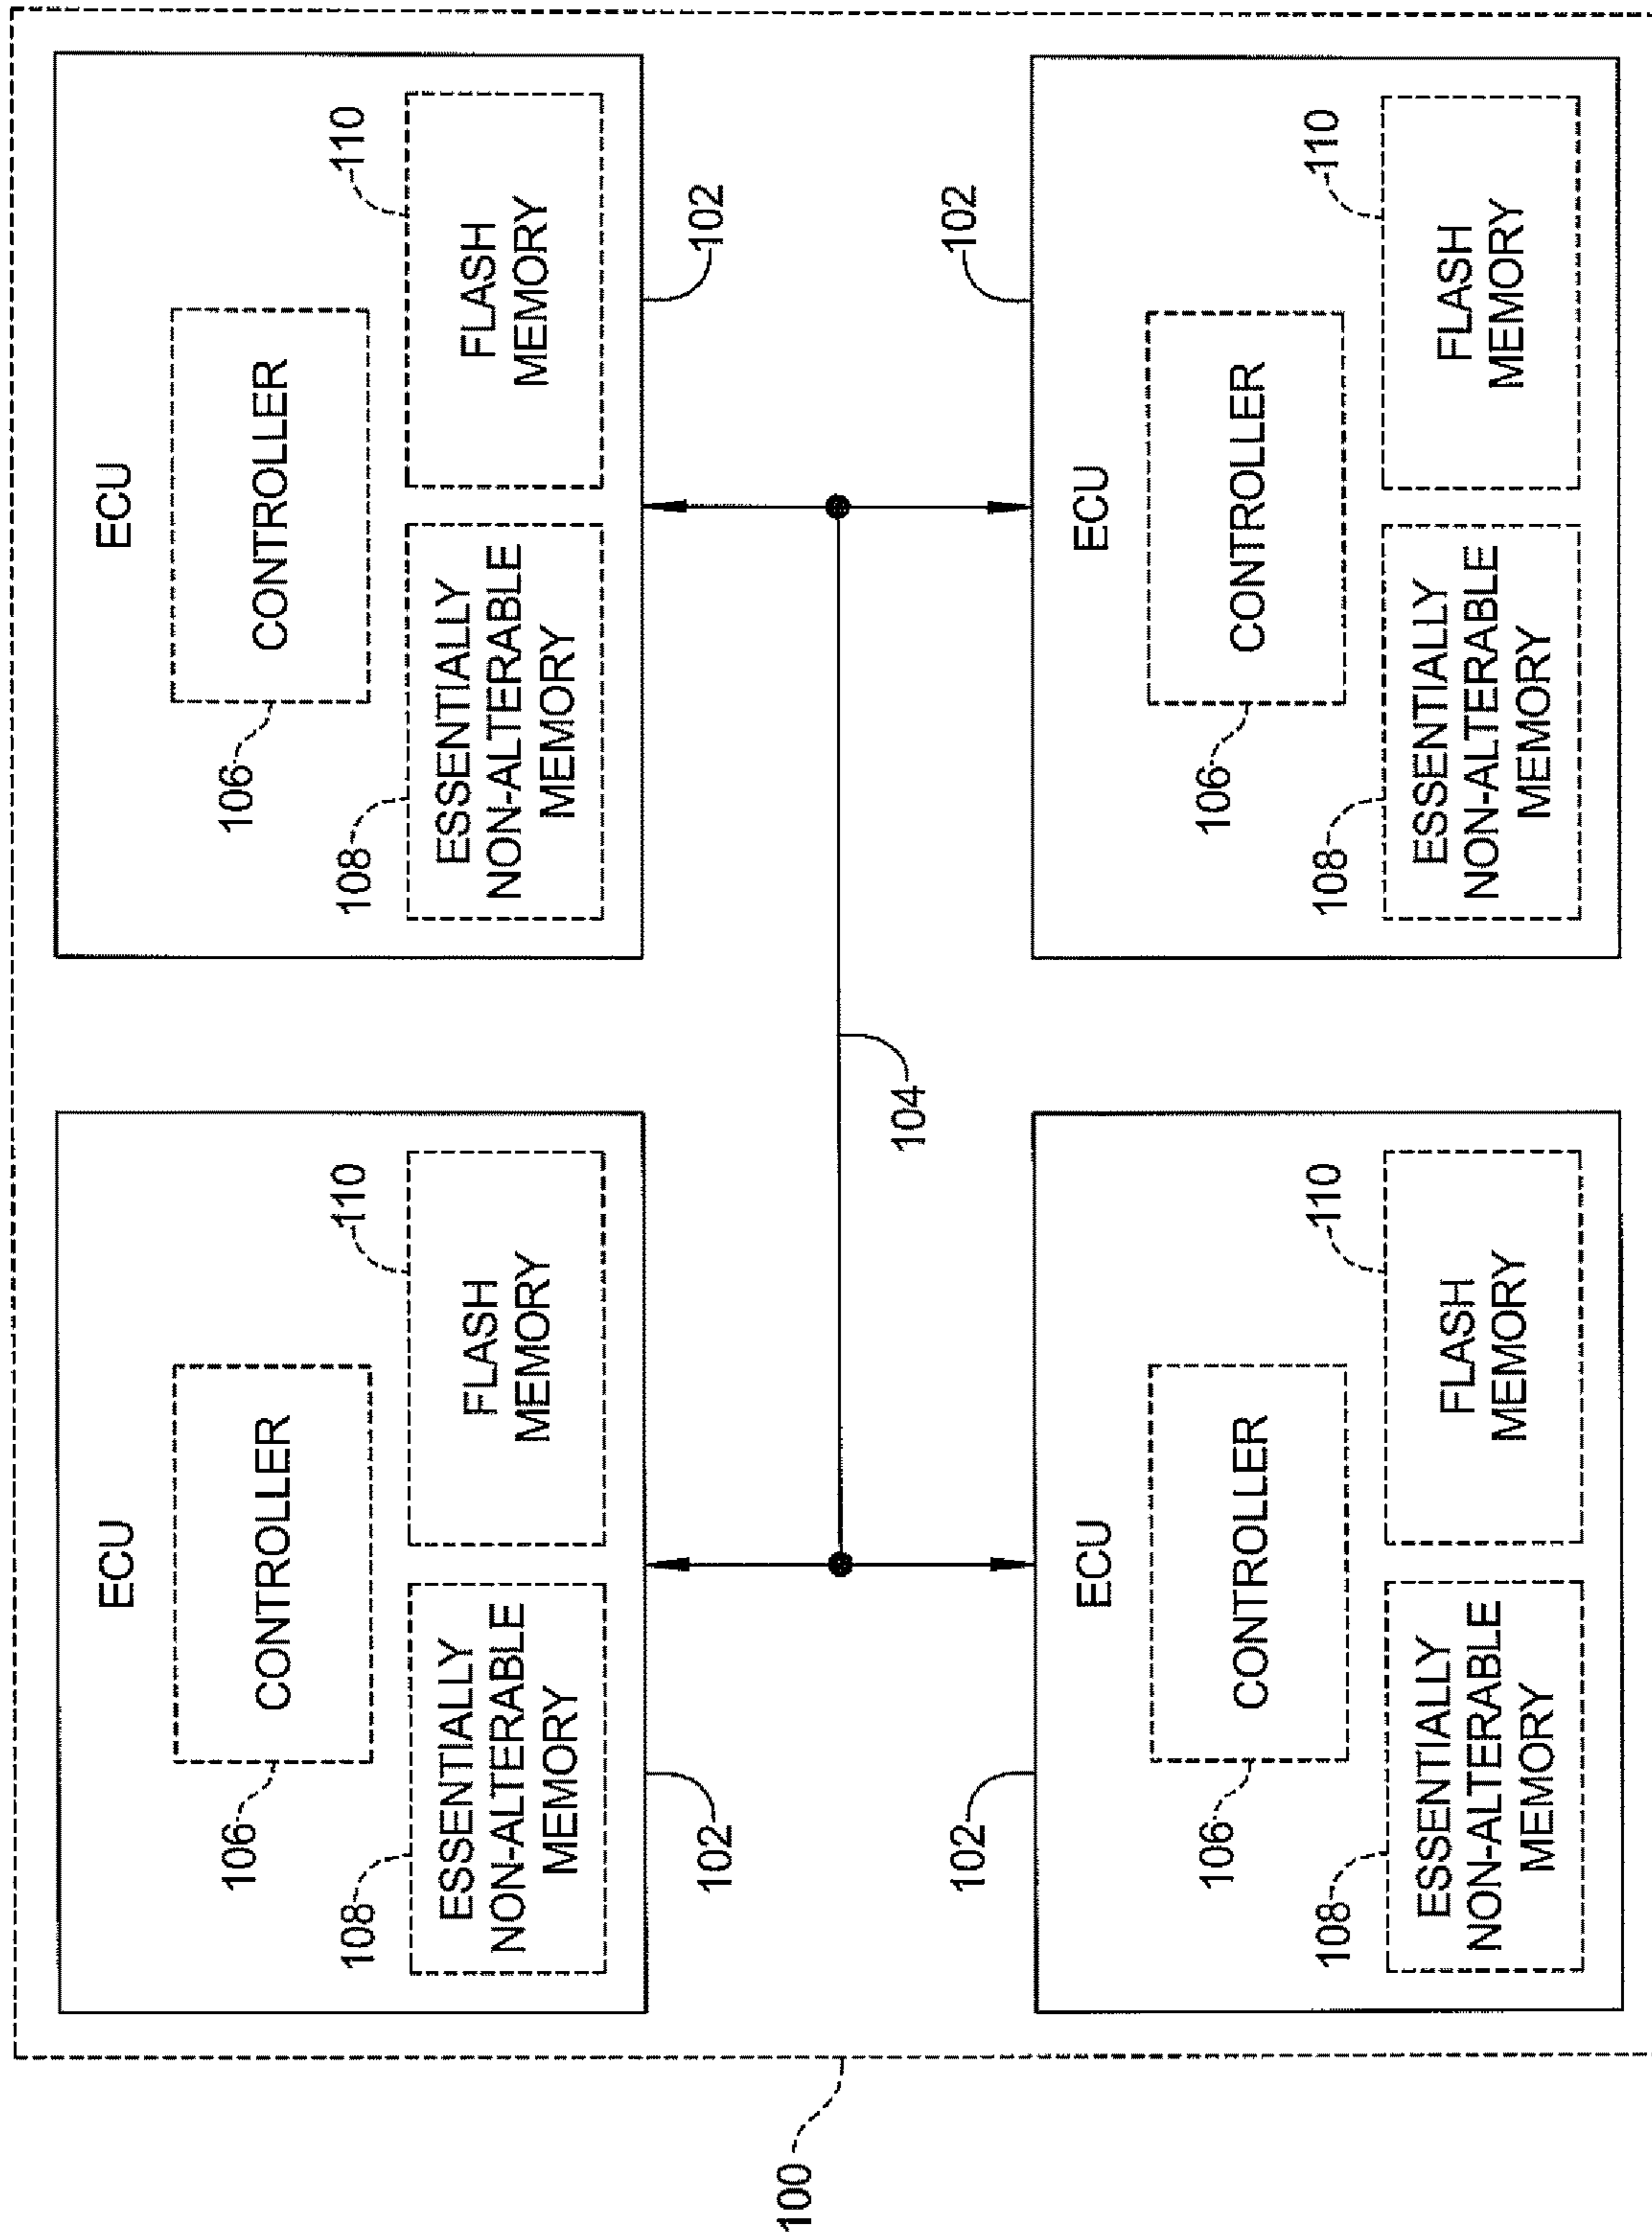 100
ECU
106
CONTROLLER
108
110
ESSENTIALLY
NON-ALTERABLE
MEMORY
FLASH
MEMORY
102
ECU
106
CONTROLLER
108
110
ESSENTIALLY
NON-ALTERABLE
MEMORY
FLASH
MEMORY
102
104
102
ECU
106
CONTROLLER
108
110
ESSENTIALLY
NON-ALTERABLE
MEMORY
FLASH
MEMORY
102
ECU
106
CONTROLLER
108
110
ESSENTIALLY
NON-ALTERABLE
MEMORY
FLASH
MEMORY